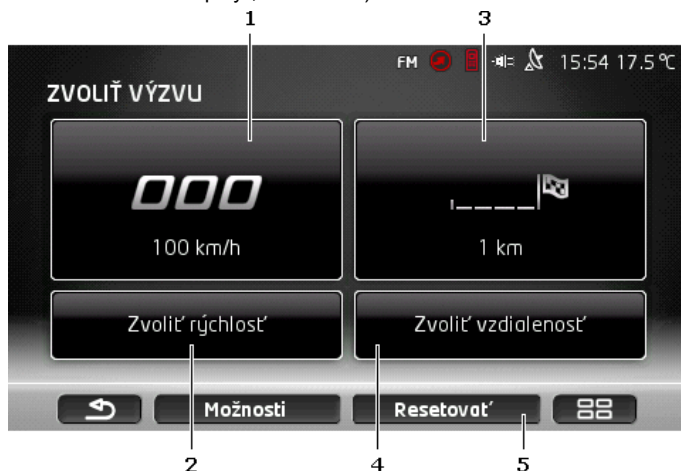 1 3
FM 15:54 17.5 °C
ZVOLIŤ VÝZVU
000
100 km/h 1 km
Zvoliť rýchlosť Zvoliť vzdialenosť
Možnosti Resetovať
2 4 5